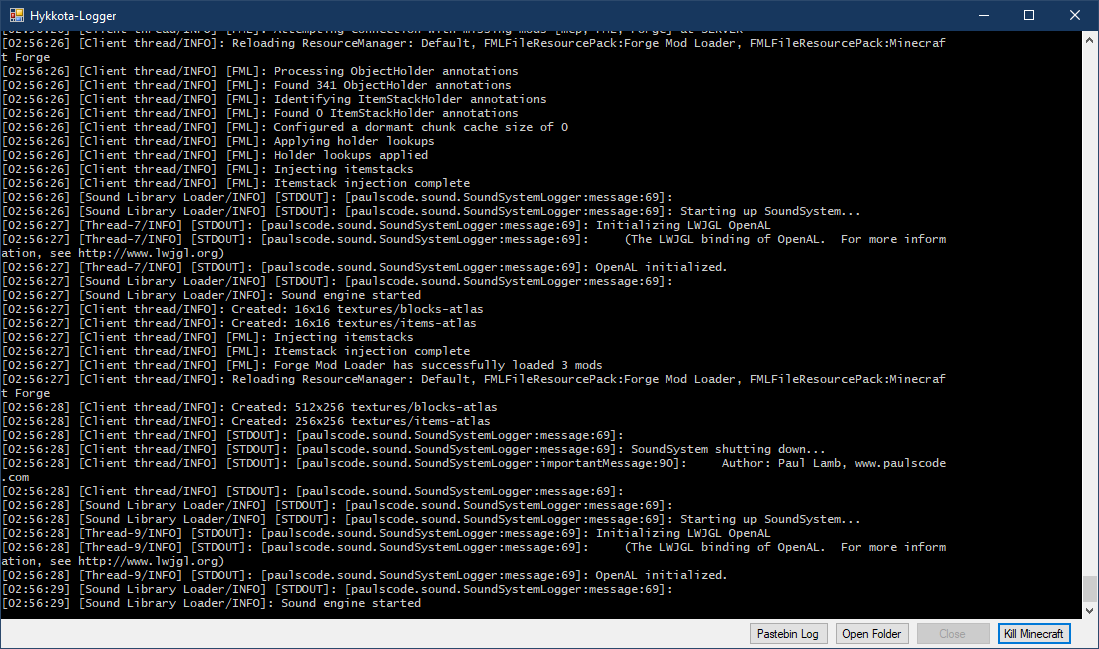 Hykkota-Logger
[02:56:26] [Client thread/INFO] [FML]: Attempting connection with missing mods [mcp, FML, Forge] at SERVER
[02:56:26] [Client thread/INFO]: Reloading ResourceManager: Default, FMLFileResourcePack:Forge Mod Loader, FMLFileResourcePack:Minecraf
t Forge
[02:56:26] [Client thread/INFO] [FML]: Processing ObjectHolder annotations
[02:56:26] [Client thread/INFO] [FML]: Found 341 ObjectHolder annotations
[02:56:26] [Client thread/INFO] [FML]: Identifying ItemStackHolder annotations
[02:56:26] [Client thread/INFO] [FML]: Found 0 ItemStackHolder annotations
[02:56:26] [Client thread/INFO] [FML]: Configured a dormant chunk cache size of 0
[02:56:26] [Client thread/INFO] [FML]: Applying holder lookups
[02:56:26] [Client thread/INFO] [FML]: Holder lookups applied
[02:56:26] [Client thread/INFO] [FML]: Injecting itemstacks
[02:56:26] [Client thread/INFO] [FML]: Itemstack injection complete
[02:56:26] [Sound Library Loader/INFO] [STDOUT]: [paulscode.sound.SoundSystemLogger:message:69]:
[02:56:26] [Sound Library Loader/INFO] [STDOUT]: [paulscode.sound.SoundSystemLogger:message:69]: Starting up SoundSystem...
[02:56:27] [Thread-7/INFO] [STDOUT]: [paulscode.sound.SoundSystemLogger:message:69]: Initializing LWJGL OpenAL
[02:56:27] [Thread-7/INFO] [STDOUT]: [paulscode.sound.SoundSystemLogger:message:69]:     (The LWJGL binding of OpenAL.  For more inform
ation, see http://www.lwjgl.org)
[02:56:27] [Thread-7/INFO] [STDOUT]: [paulscode.sound.SoundSystemLogger:message:69]: OpenAL initialized.
[02:56:27] [Sound Library Loader/INFO] [STDOUT]: [paulscode.sound.SoundSystemLogger:message:69]:
[02:56:27] [Sound Library Loader/INFO]: Sound engine started
[02:56:27] [Client thread/INFO]: Created: 16x16 textures/blocks-atlas
[02:56:27] [Client thread/INFO]: Created: 16x16 textures/items-atlas
[02:56:27] [Client thread/INFO] [FML]: Injecting itemstacks
[02:56:27] [Client thread/INFO] [FML]: Itemstack injection complete
[02:56:27] [Client thread/INFO] [FML]: Forge Mod Loader has successfully loaded 3 mods
[02:56:27] [Client thread/INFO]: Reloading ResourceManager: Default, FMLFileResourcePack:Forge Mod Loader, FMLFileResourcePack:Minecraf
t Forge
[02:56:28] [Client thread/INFO]: Created: 512x256 textures/blocks-atlas
[02:56:28] [Client thread/INFO]: Created: 256x256 textures/items-atlas
[02:56:28] [Client thread/INFO] [STDOUT]: [paulscode.sound.SoundSystemLogger:message:69]:
[02:56:28] [Client thread/INFO] [STDOUT]: [paulscode.sound.SoundSystemLogger:message:69]: SoundSystem shutting down...
[02:56:28] [Client thread/INFO] [STDOUT]: [paulscode.sound.SoundSystemLogger:importantMessage:90]:     Author: Paul Lamb, www.paulscode
.com
[02:56:28] [Client thread/INFO] [STDOUT]: [paulscode.sound.SoundSystemLogger:message:69]:
[02:56:28] [Sound Library Loader/INFO] [STDOUT]: [paulscode.sound.SoundSystemLogger:message:69]:
[02:56:28] [Sound Library Loader/INFO] [STDOUT]: [paulscode.sound.SoundSystemLogger:message:69]: Starting up SoundSystem...
[02:56:28] [Thread-9/INFO] [STDOUT]: [paulscode.sound.SoundSystemLogger:message:69]: Initializing LWJGL OpenAL
[02:56:28] [Thread-9/INFO] [STDOUT]: [paulscode.sound.SoundSystemLogger:message:69]:     (The LWJGL binding of OpenAL.  For more inform
ation, see http://www.lwjgl.org)
[02:56:28] [Thread-9/INFO] [STDOUT]: [paulscode.sound.SoundSystemLogger:message:69]: OpenAL initialized.
[02:56:29] [Sound Library Loader/INFO] [STDOUT]: [paulscode.sound.SoundSystemLogger:message:69]:
[02:56:29] [Sound Library Loader/INFO]: Sound engine started
Pastebin Log
Open Folder
Close
Kill Minecraft